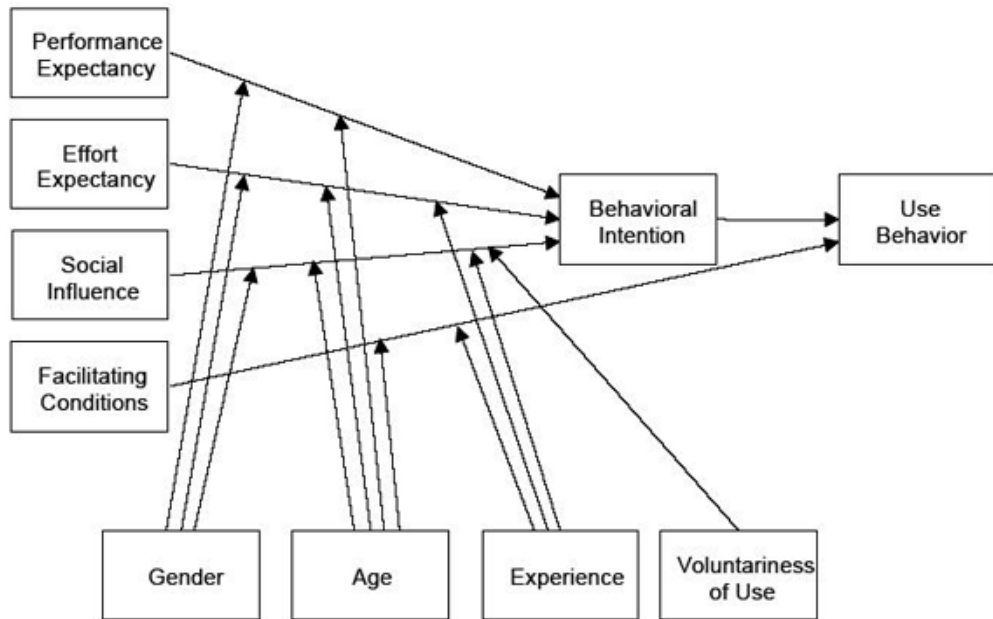 Performance
Expectancy
Effort
Expectancy
Social
Influence
Facilitating
Conditions
Behavioral
Intention
Use
Behavior
Gender
Age
Experience
Voluntariness
of Use